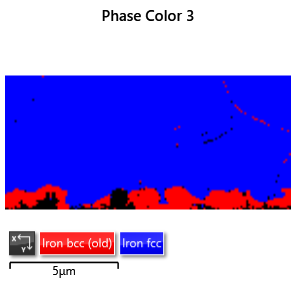 Phase Color 3
X Y Iron bcc (old) Iron fcc
5µm